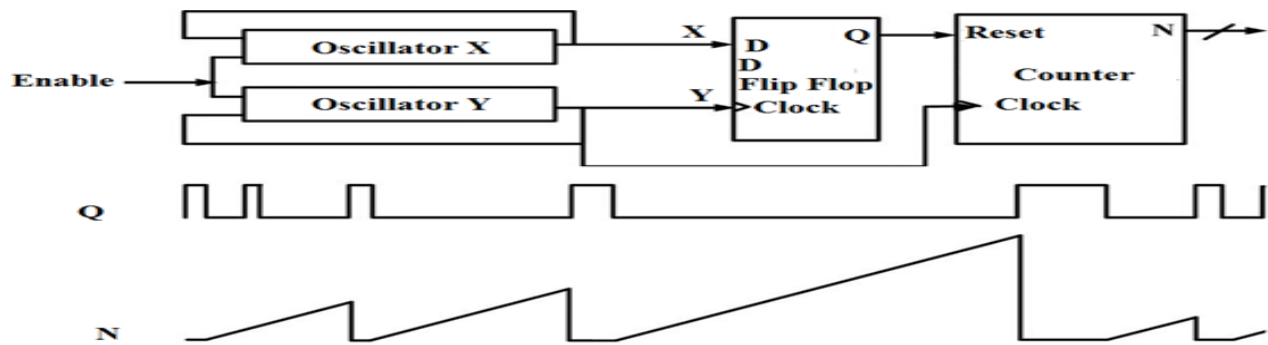 Oscillator X
Enable
Oscillator Y
X
Y
D
D
Flip Flop
Clock
Q
Reset
N
Counter
Clock
Q
N